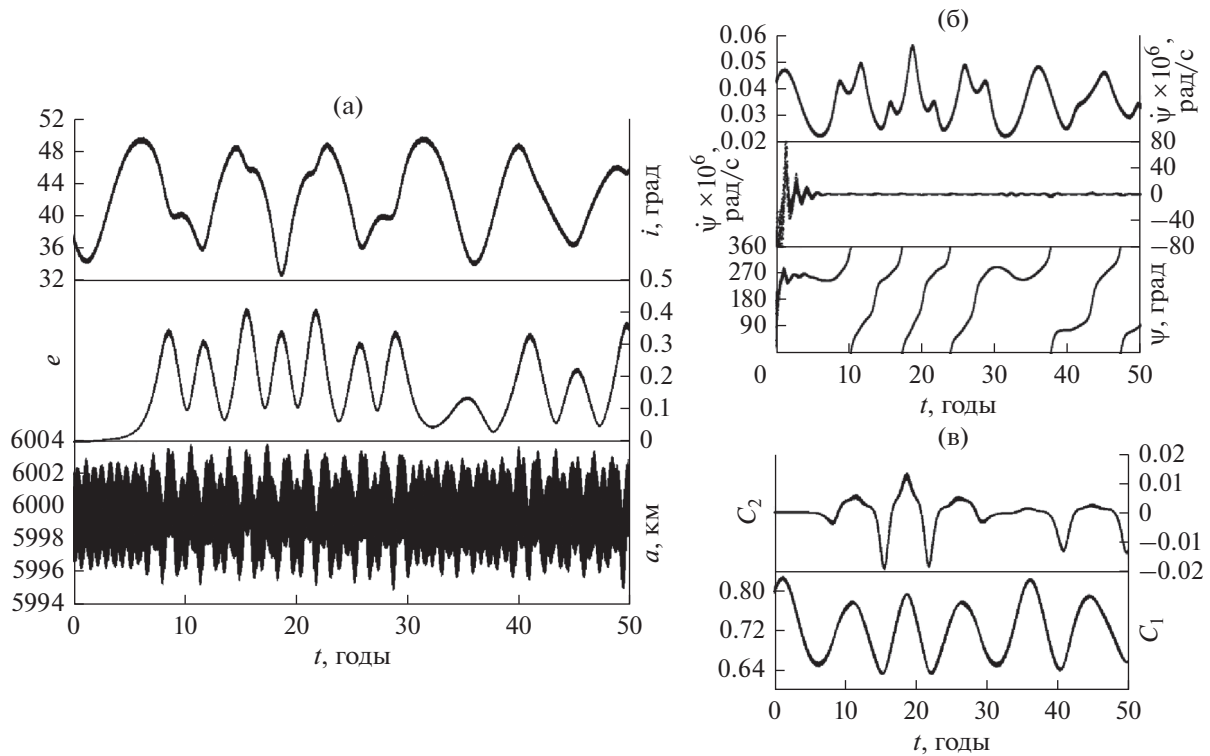 (а)
52
48
44
40
36
32
i, град
0.5
0.4
0.3
0.2
0.1
0
e
6004
6002
6000
5998
5996
5994
a, км
0 10 20 30 40 50
t, годы
(б)
0.06
0.05
0.04
0.03
0.02
ψ̇ ×10⁶,
рад/с
80
40
0
−40
−80
ψ̇ ×10⁶,
рад/с
360
270
180
90
ψ, град
0 10 20 30 40 50
t, годы
(в)
0.02
0.01
0
−0.01
−0.02
C₂
0.80
0.72
0.64
C₁
0 10 20 30 40 50
t, годы